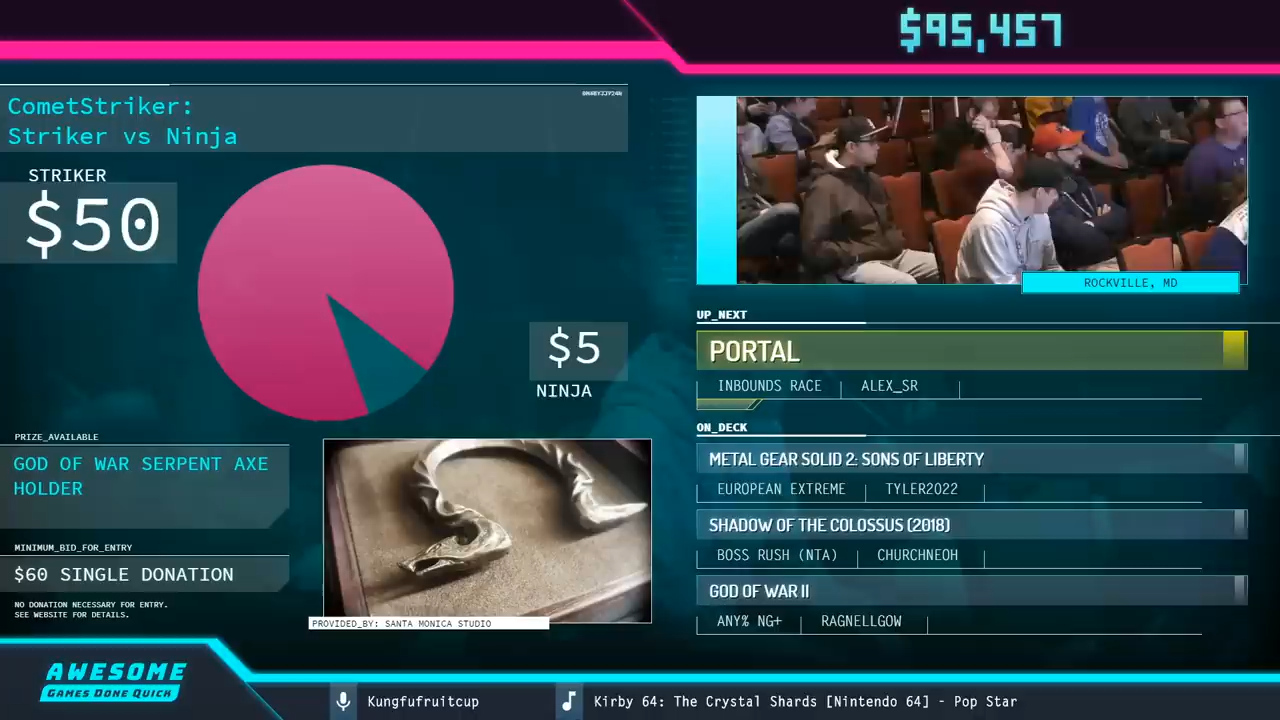 $95,457
CometStriker:
Striker vs Ninja
STRIKER
$50
$5
NINJA
PRIZE_AVAILABLE
GOD OF WAR SERPENT AXE
HOLDER
MINIMUM_BID_FOR_ENTRY
$60 SINGLE DONATION
NO DONATION NECESSARY FOR ENTRY.
SEE WEBSITE FOR DETAILS.
PROVIDED_BY: SANTA MONICA STUDIO
ROCKVILLE, MD
UP_NEXT
PORTAL
INBOUNDS RACE
ALEX_SR
ON_DECK
METAL GEAR SOLID 2: SONS OF LIBERTY
EUROPEAN EXTREME
TYLER2022
SHADOW OF THE COLOSSUS (2018)
BOSS RUSH (NTA)
CHURCHNEOH
GOD OF WAR II
ANY% NG+
RAGNELLGOW
AWESOME
GAMES DONE QUICK
Kungfufruitcup
Kirby 64: The Crystal Shards [Nintendo 64] - Pop Star